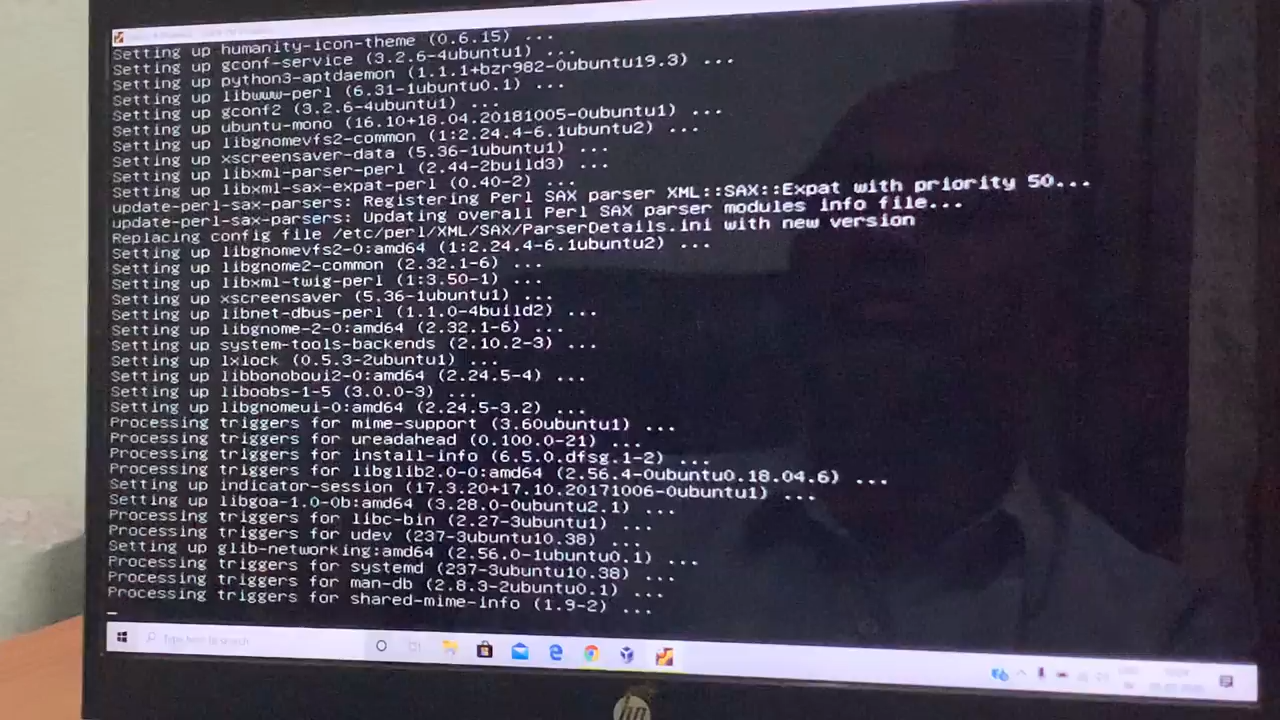 Setting up humanity-icon-theme (0.6.15) ...
Setting up gconf-service (3.2.6-4ubuntu1) ...
Setting up python3-aptdaemon (1.1.1+bzr982-0ubuntu19.3) ...
Setting up libwww-perl (6.31-1ubuntu0.1) ...
Setting up gconf2 (3.2.6-4ubuntu1) ...
Setting up ubuntu-mono (16.10+18.04.20181005-0ubuntu1) ...
Setting up libgnomevfs2-common (1:2.24.4-6.1ubuntu2) ...
Setting up xscreensaver-data (5.36-1ubuntu1) ...
Setting up libxml-parser-perl (2.44-2build3) ...
Setting up libxml-sax-expat-perl (0.40-2) ...
update-perl-sax-parsers: Registering Perl SAX parser XML::SAX::Expat with priority 50...
update-perl-sax-parsers: Updating overall Perl SAX parser modules info file...
Replacing config file /etc/perl/XML/SAX/ParserDetails.ini with new version
Setting up libgnomevfs2-0:amd64 (1:2.24.4-6.1ubuntu2) ...
Setting up libgnome2-common (2.32.1-6) ...
Setting up libxml-twig-perl (1:3.50-1) ...
Setting up xscreensaver (5.36-1ubuntu1) ...
Setting up libnet-dbus-perl (1.1.0-4build2) ...
Setting up libgnome-2-0:amd64 (2.32.1-6) ...
Setting up system-tools-backends (2.10.2-3) ...
Setting up lxlock (0.5.3-2ubuntu1) ...
Setting up libbonoboui2-0:amd64 (2.24.5-4) ...
Setting up liboobs-1-5 (3.0.0-3) ...
Setting up libgnomeui-0:amd64 (2.24.5-3.2) ...
Processing triggers for mime-support (3.60ubuntu1) ...
Processing triggers for ureadahead (0.100.0-21) ...
Processing triggers for install-info (6.5.0.dfsg.1-2) ...
Processing triggers for libglib2.0-0:amd64 (2.56.4-0ubuntu0.18.04.6) ...
Setting up indicator-session (17.3.20+17.10.20171006-0ubuntu1) ...
Setting up libgoa-1.0-0b:amd64 (3.28.0-0ubuntu2.1) ...
Processing triggers for libc-bin (2.27-3ubuntu1) ...
Processing triggers for udev (237-3ubuntu10.38) ...
Setting up glib-networking:amd64 (2.56.0-1ubuntu0.1) ...
Processing triggers for systemd (237-3ubuntu10.38) ...
Processing triggers for man-db (2.8.3-2ubuntu0.1) ...
Processing triggers for shared-mime-info (1.9-2) ...
Type here to search
hp